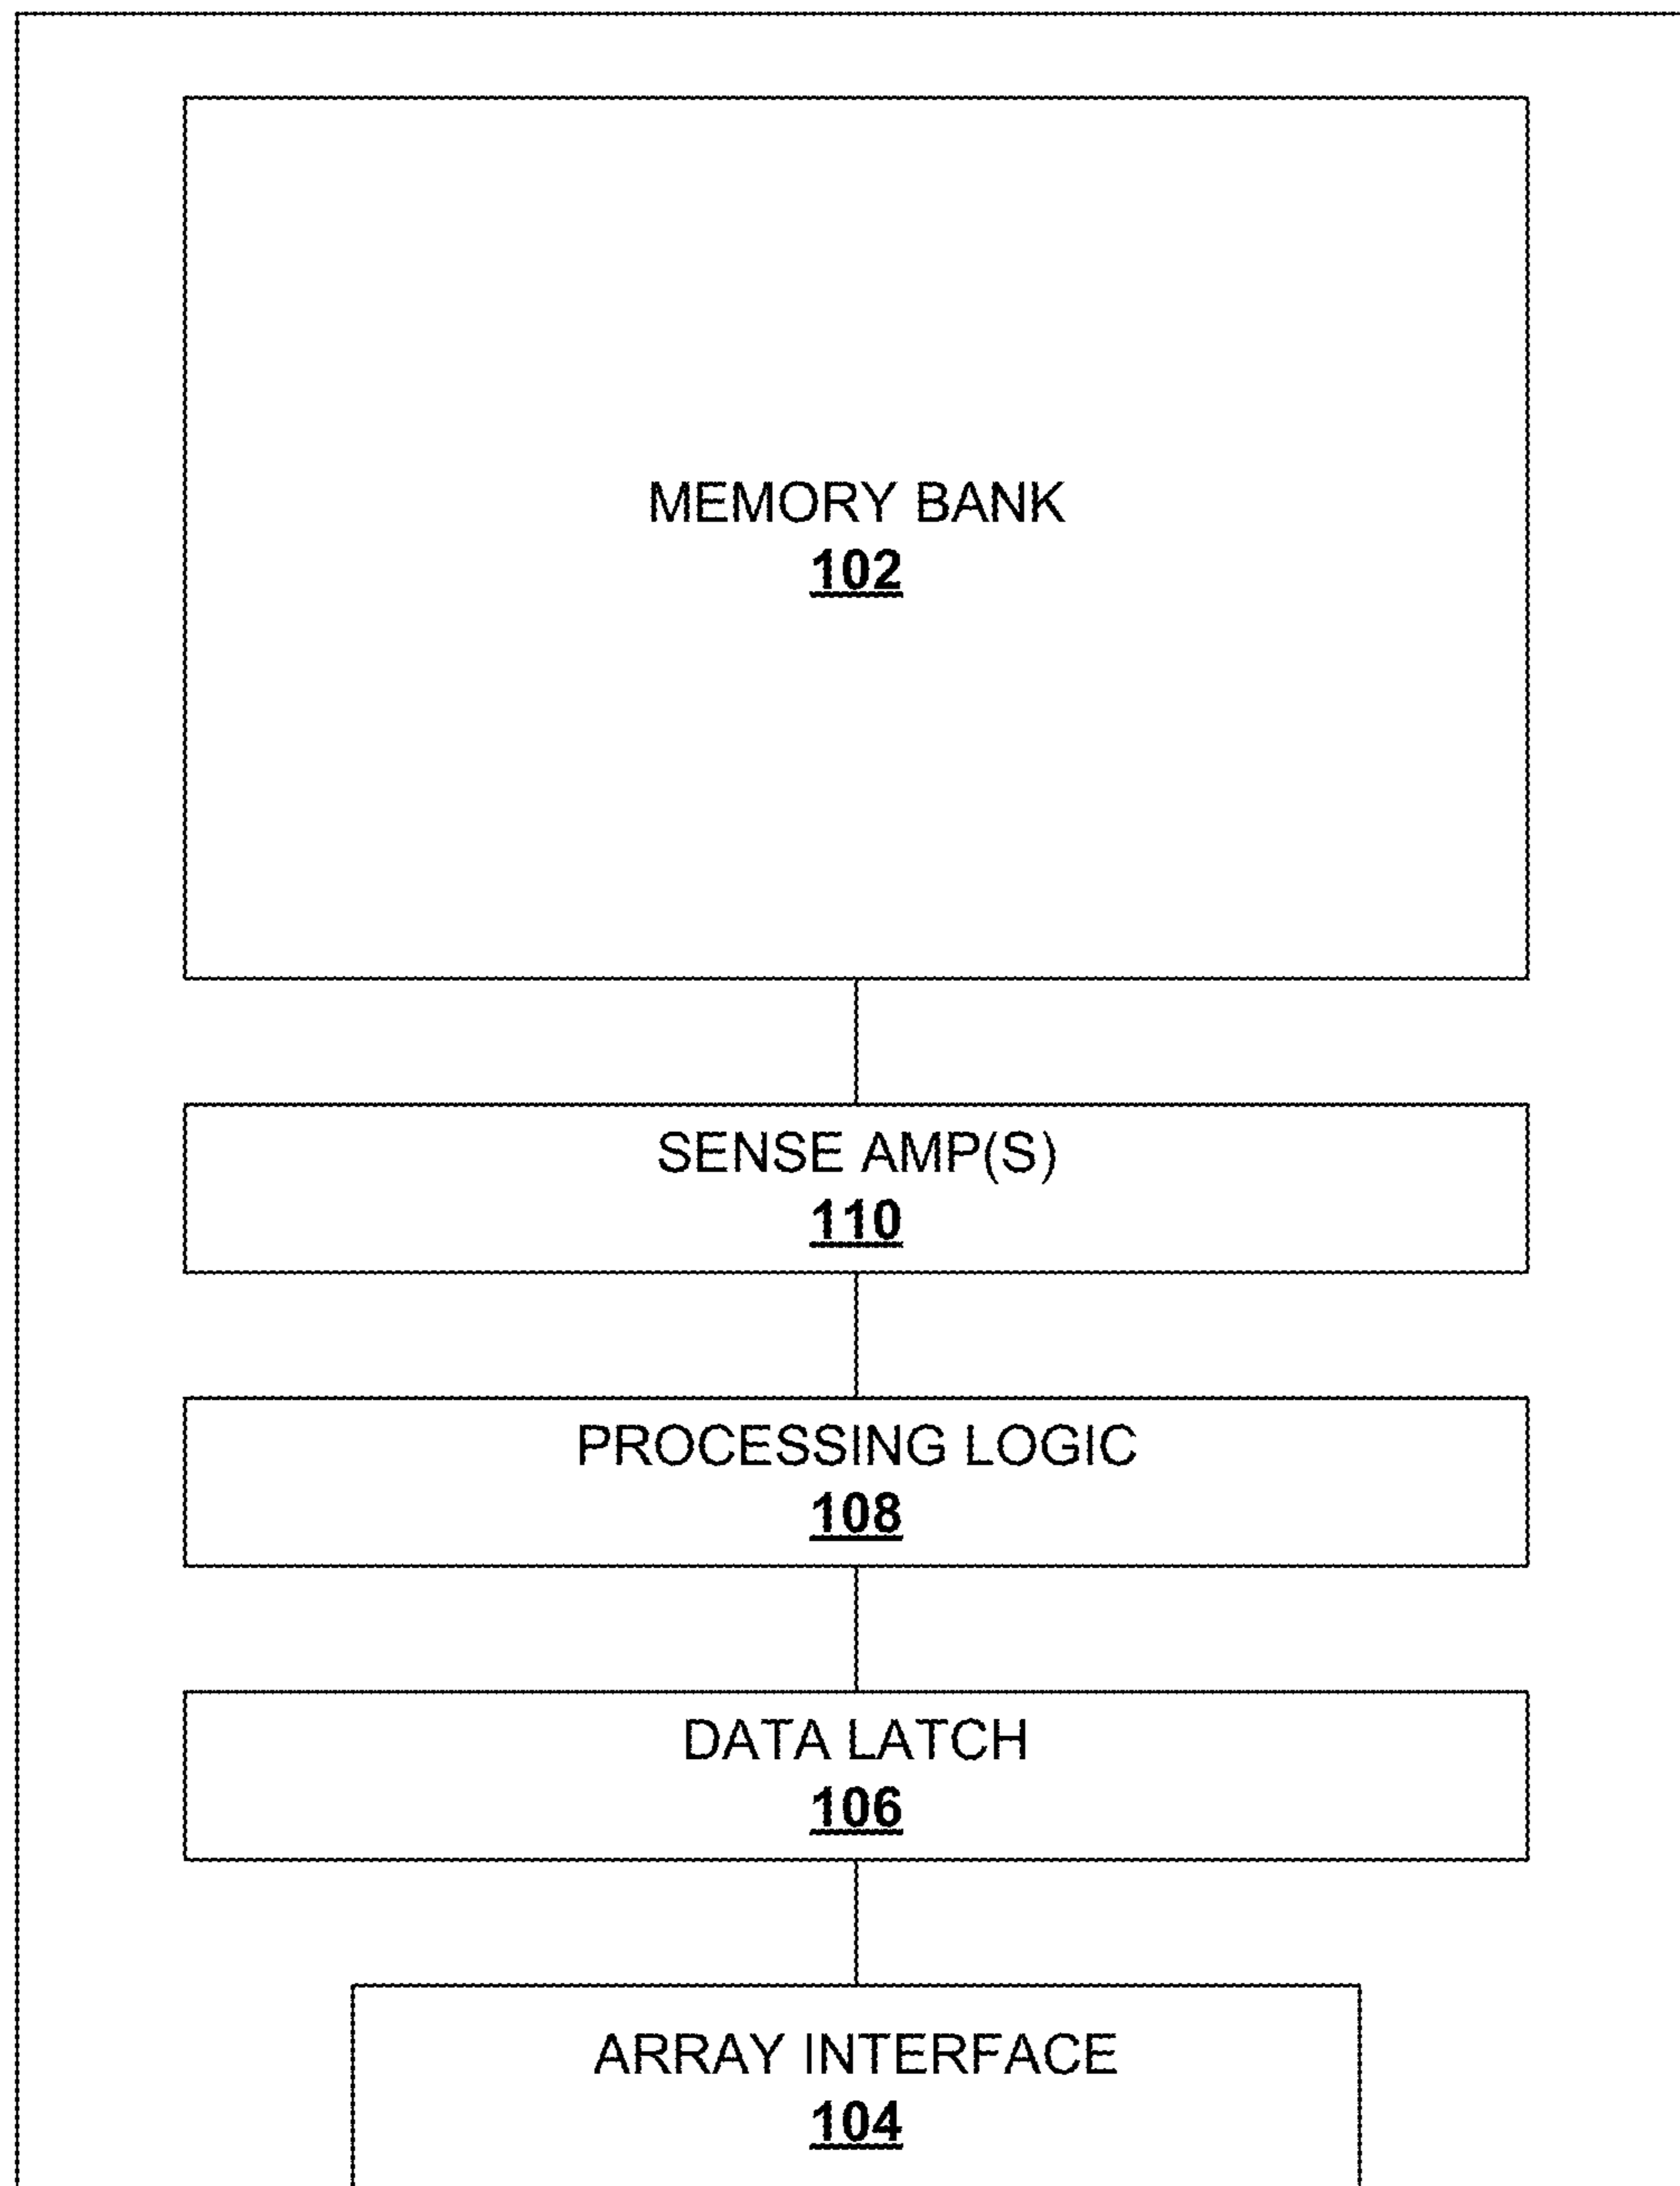 MEMORY BANK
102
SENSE AMP(S)
110
PROCESSING LOGIC
108
DATA LATCH
106
ARRAY INTERFACE
104